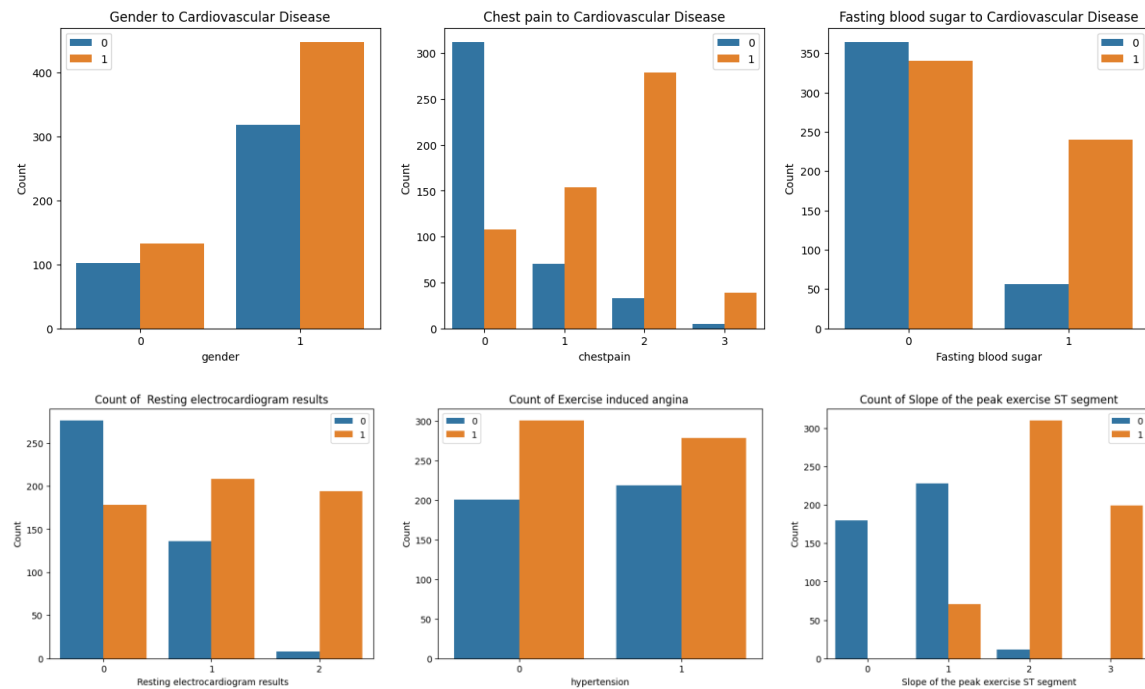 Gender to Cardiovascular Disease
0
1
Count
400
300
200
100
0
0 1
gender
Chest pain to Cardiovascular Disease
0
1
Count
300
250
200
150
100
50
0
0 1 2 3
chestpain
Fasting blood sugar to Cardiovascular Disease
0
1
Count
350
300
250
200
150
100
50
0
0 1
Fasting blood sugar
Count of Resting electrocardiogram results
0
1
Count
250
200
150
100
50
0
0 1 2
Resting electrocardiogram results
Count of Exercise induced angina
0
1
Count
300
250
200
150
100
50
0
0 1
hypertension
Count of Slope of the peak exercise ST segment
0
1
Count
300
250
200
150
100
50
0
0 1 2 3
Slope of the peak exercise ST segment